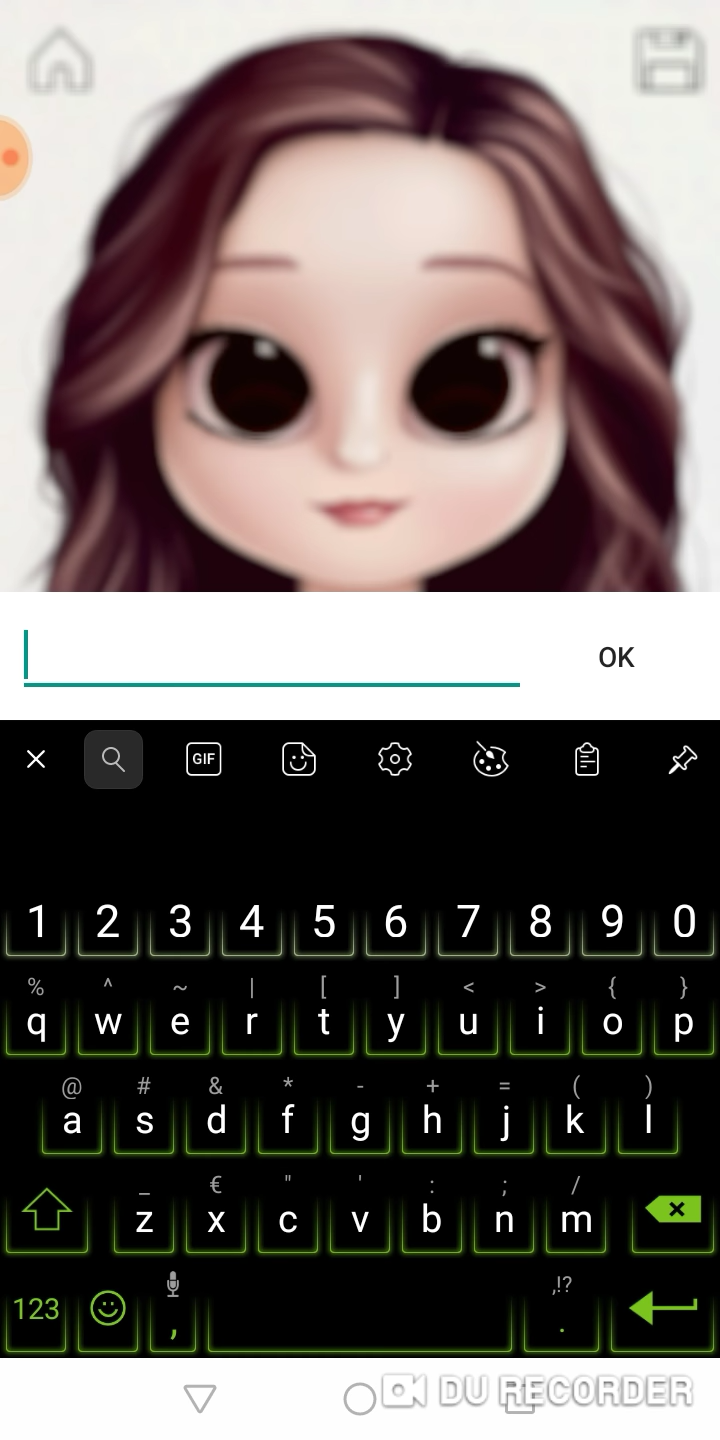 OK
GIF
1 2 3 4 5 6 7 8 9 0
% ^ ~ | [ ] < > { }
q w e r t y u i o p
@ # & * - + = ( )
a s d f g h j k l
_ € " ' : ; /
z x c v b n m
,!?
123 , .
DU RECORDER